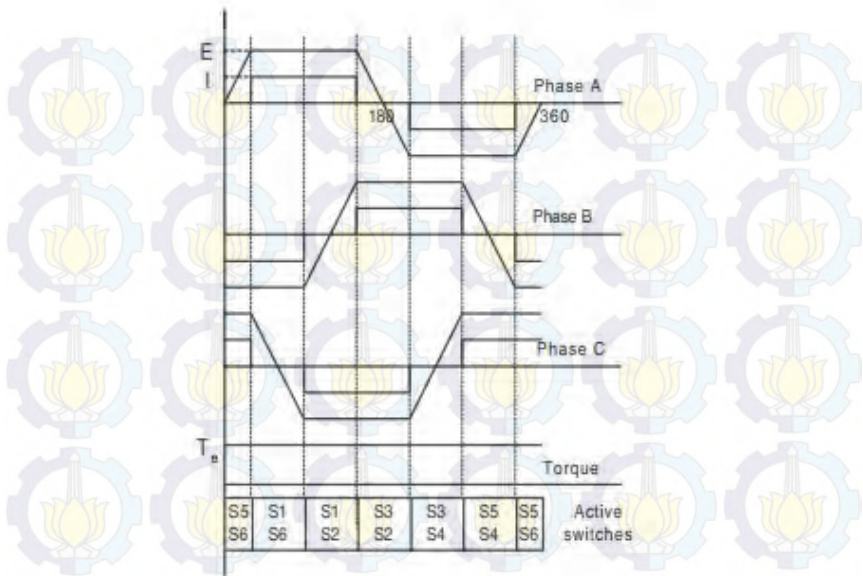 E
I
Phase A
180
360
Phase B
Phase C
Te
Torque
S5 S1 S1 S3 S3 S5 S5 Active
S6 S6 S2 S2 S4 S4 S6 switches